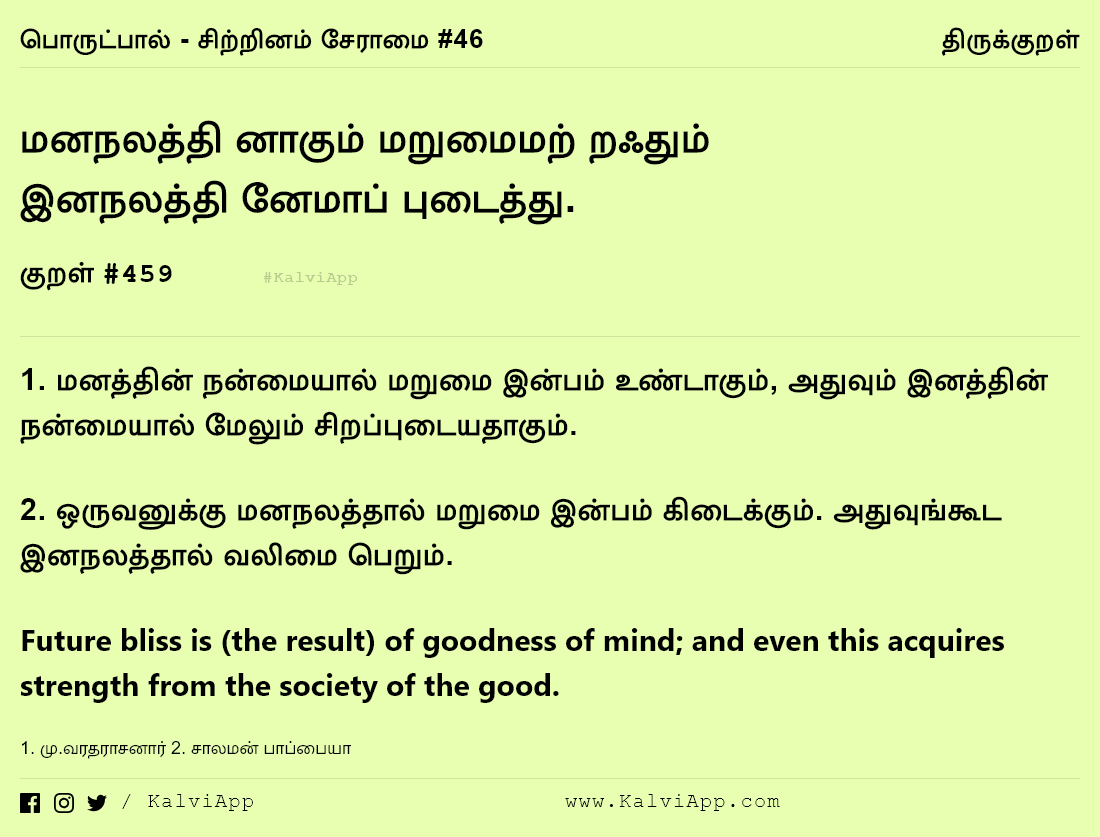 பொருட்பால் - சிற்றினம் சேராமை #46 திருக்குறள்
மனநலத்தி னாகும் மறுமைமற் றஃதும்
இனநலத்தி னேமாப் புடைத்து.
குறள் #459 #KalviApp
1. மனத்தின் நன்மையால் மறுமை இன்பம் உண்டாகும், அதுவும் இனத்தின்
நன்மையால் மேலும் சிறப்புடையதாகும்.
2. ஒருவனுக்கு மனநலத்தால் மறுமை இன்பம் கிடைக்கும். அதுவுங்கூட
இனநலத்தால் வலிமை பெறும்.
Future bliss is (the result) of goodness of mind; and even this acquires
strength from the society of the good.
1. மு.வரதராசனார் 2. சாலமன் பாப்பையா
/ KalviApp www.KalviApp.com